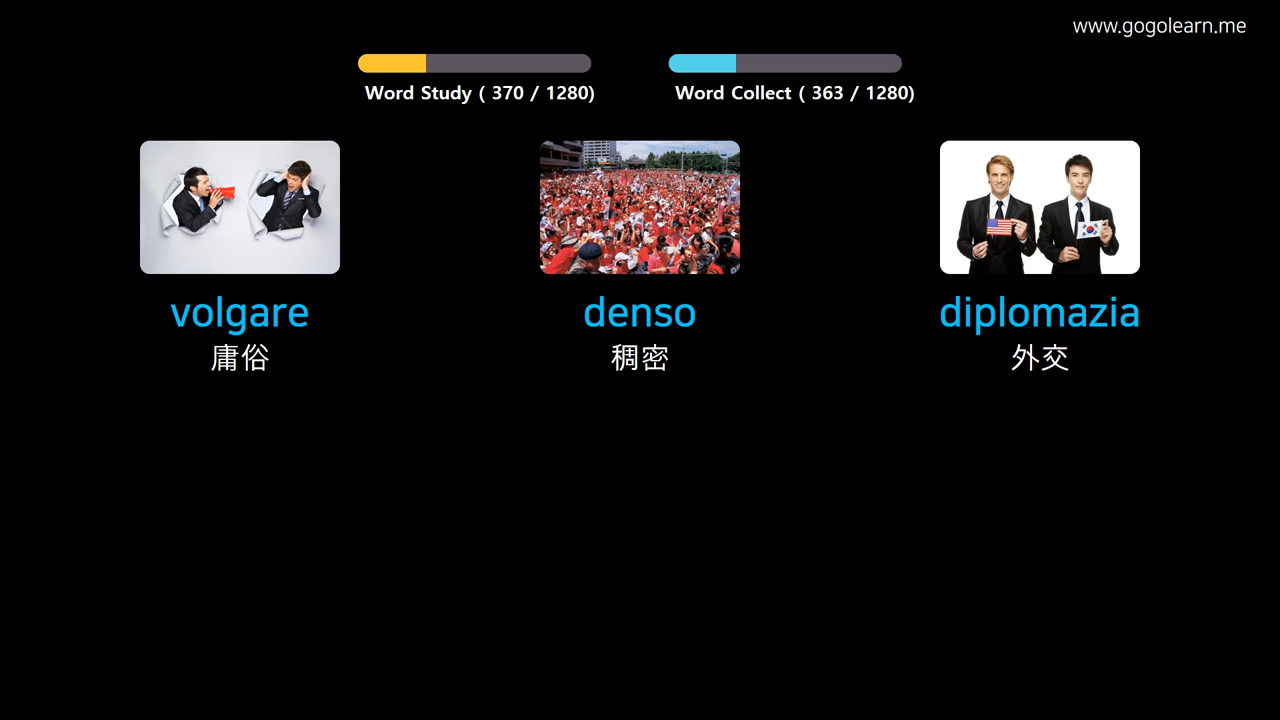 www.gogolearn.me
Word Study ( 370 / 1280)
Word Collect ( 363 / 1280)
volgare
denso
diplomazia
庸俗
稠密
外交